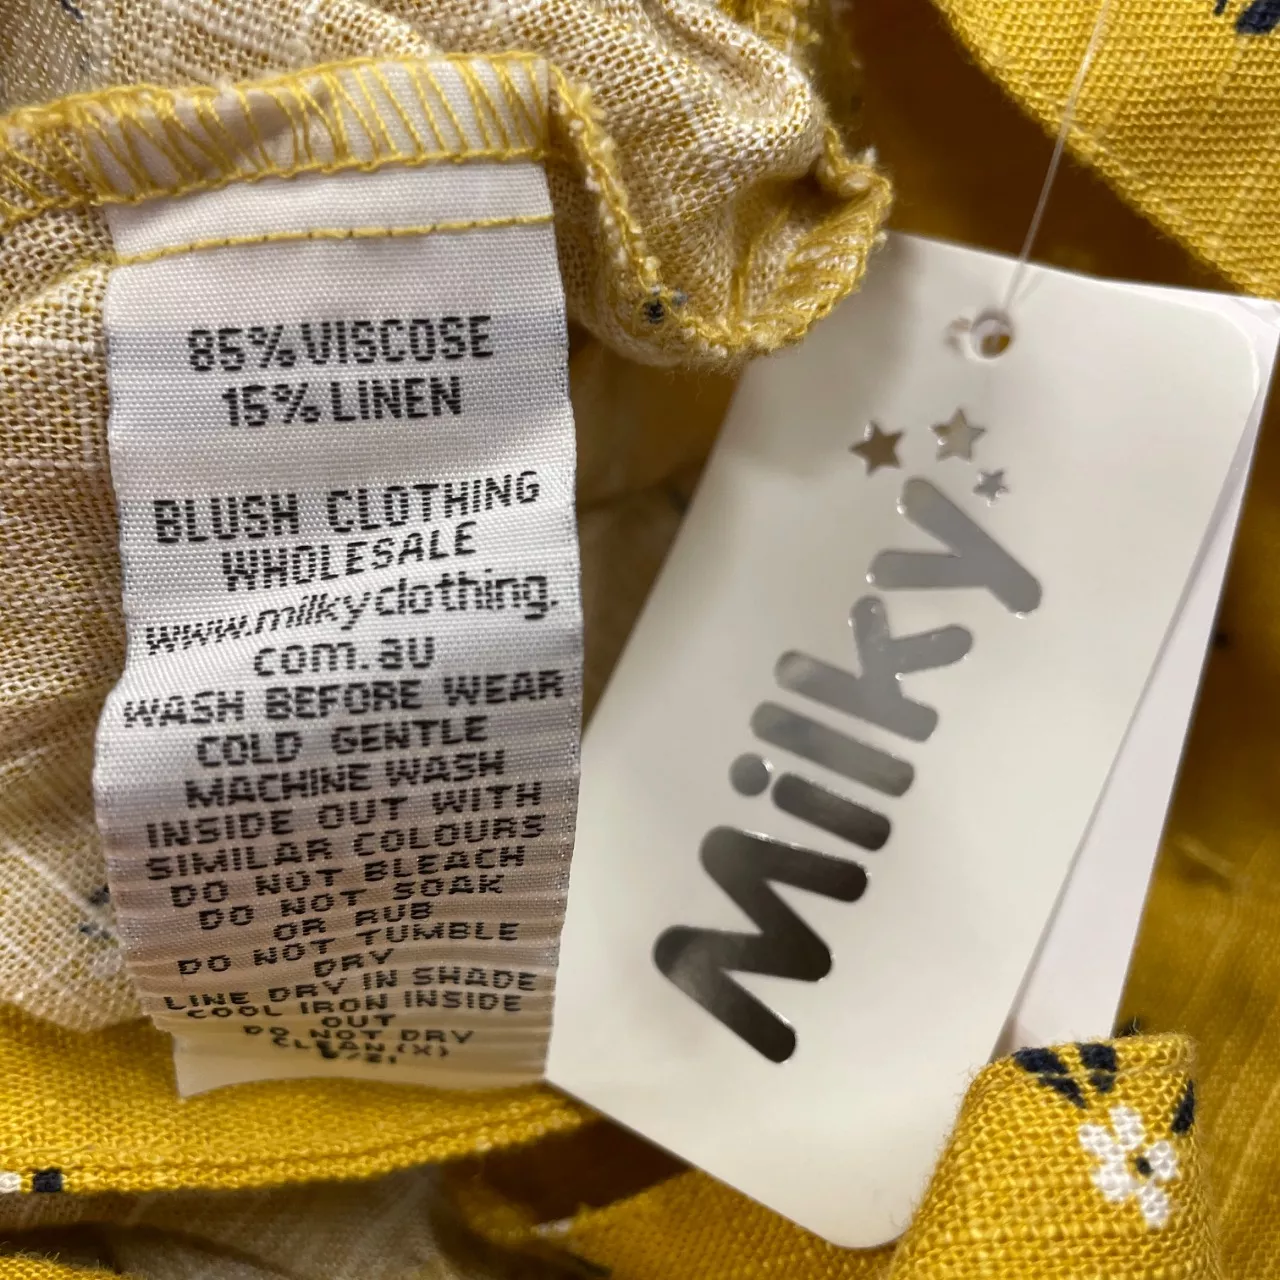 85% VISCOSE
15% LINEN
BLUSH CLOTHING
WHOLESALE
www.milkyclothing.
com.au
WASH BEFORE WEAR
COLD GENTLE
MACHINE WASH
INSIDE OUT WITH
SIMILAR COLOURS
DO NOT BLEACH
DO NOT SOAK
OR RUB
DO NOT TUMBLE
DRY
LINE DRY IN SHADE
COOL IRON INSIDE
OUT
DO NOT DRY
CLEAN (X)
Milky